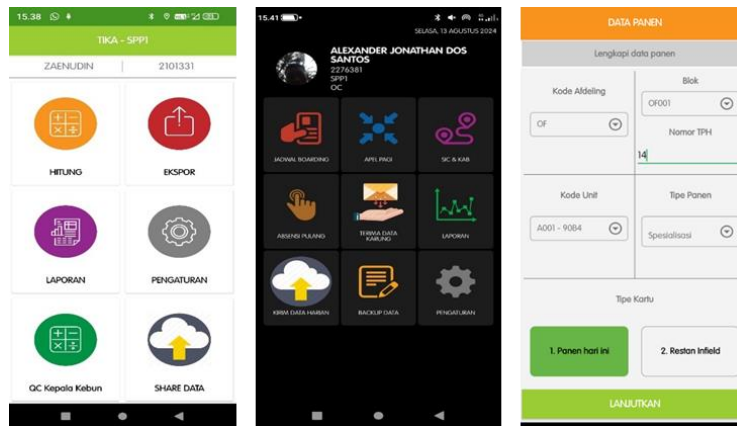 15.38
TIKA - SPP1
ZAENUDIN
2101331
HITUNG
EKSPOR
LAPORAN
PENGATURAN
QC Kepala Kebun
SHARE DATA
15.41
SELASA, 13 AGUSTUS 2024
ALEXANDER JONATHAN DOS
SANTOS
2276381
SPP1
OC
JADWAL BOARDING
APEL PAGI
SIC & KAB
ABSENSI PULANG
TERIMA DATA
KARUNG
LAPORAN
KIRIM DATA HARIAN
BACKUP DATA
PENGATURAN
DATA PANEN
Lengkapi data panen
Kode Afdeling
OF
Blok
OF001
Nomor TPH
14
Kode Unit
A001 - 9084
Tipe Panen
Spesialisasi
Tipe Kartu
1. Panen hari ini
2. Restan Infield
LANJUTKAN